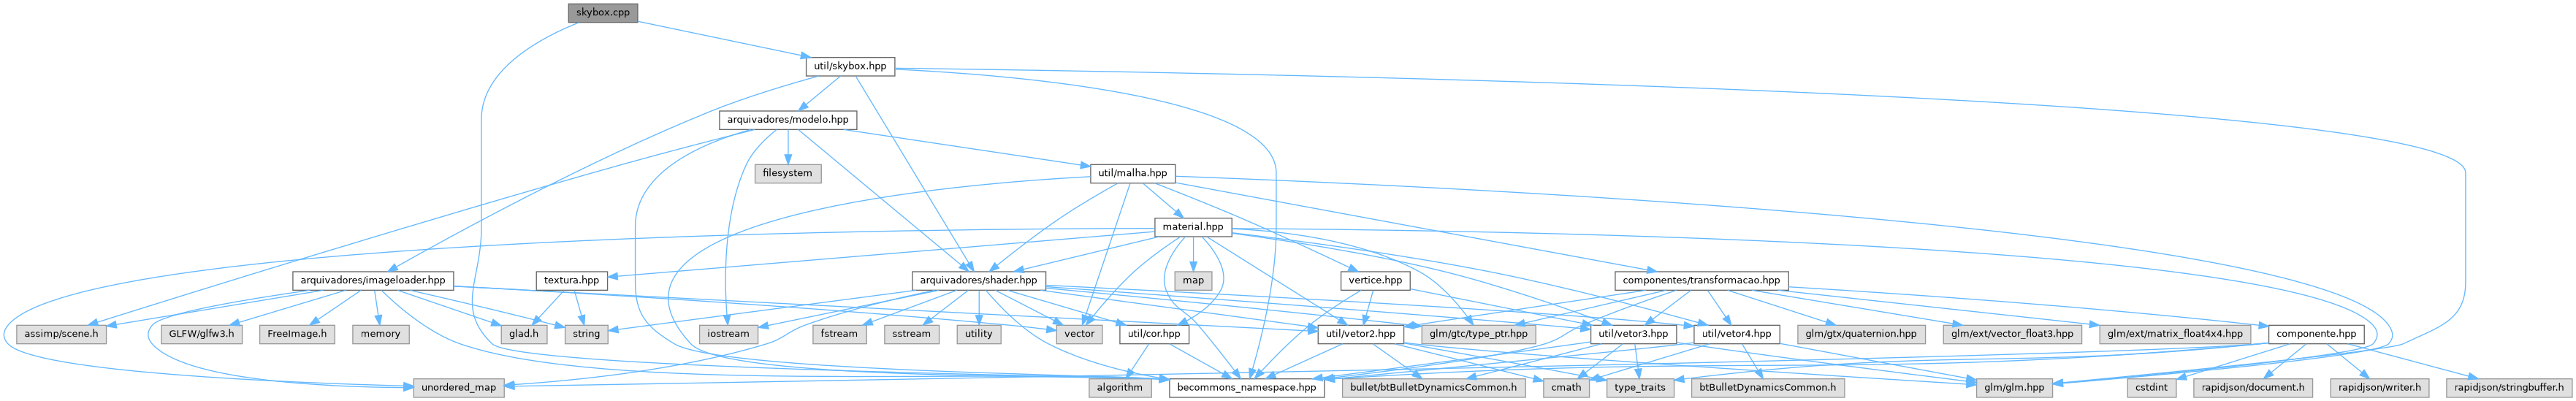 skybox.cpp
util/skybox.hpp
arquivadores/modelo.hpp
filesystem
util/malha.hpp
material.hpp
arquivadores/imageloader.hpp
textura.hpp
arquivadores/shader.hpp
map
vertice.hpp
componentes/transformacao.hpp
assimp/scene.h
GLFW/glfw3.h
FreeImage.h
memory
glad.h
string
iostream
fstream
sstream
utility
vector
util/cor.hpp
util/vetor2.hpp
glm/gtc/type_ptr.hpp
util/vetor3.hpp
util/vetor4.hpp
glm/gtx/quaternion.hpp
glm/ext/vector_float3.hpp
glm/ext/matrix_float4x4.hpp
componente.hpp
unordered_map
algorithm
becommons_namespace.hpp
bullet/btBulletDynamicsCommon.h
cmath
type_traits
btBulletDynamicsCommon.h
glm/glm.hpp
cstdint
rapidjson/document.h
rapidjson/writer.h
rapidjson/stringbuffer.h